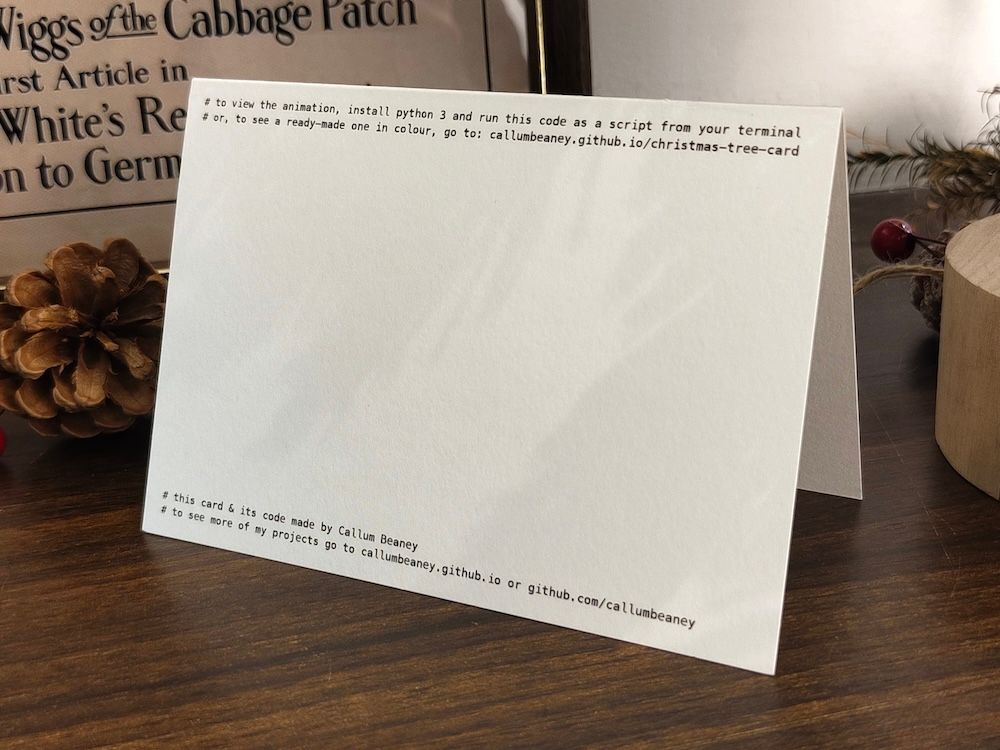 Wiggs of the Cabbage Patch
First Article in
White's Re
on to Germ
# to view the animation, install python 3 and run this code as a script from your terminal
# or, to see a ready-made one in colour, go to: callumbeaney.github.io/christmas-tree-card
# this card & its code made by Callum Beaney
# to see more of my projects go to callumbeaney.github.io or github.com/callumbeaney